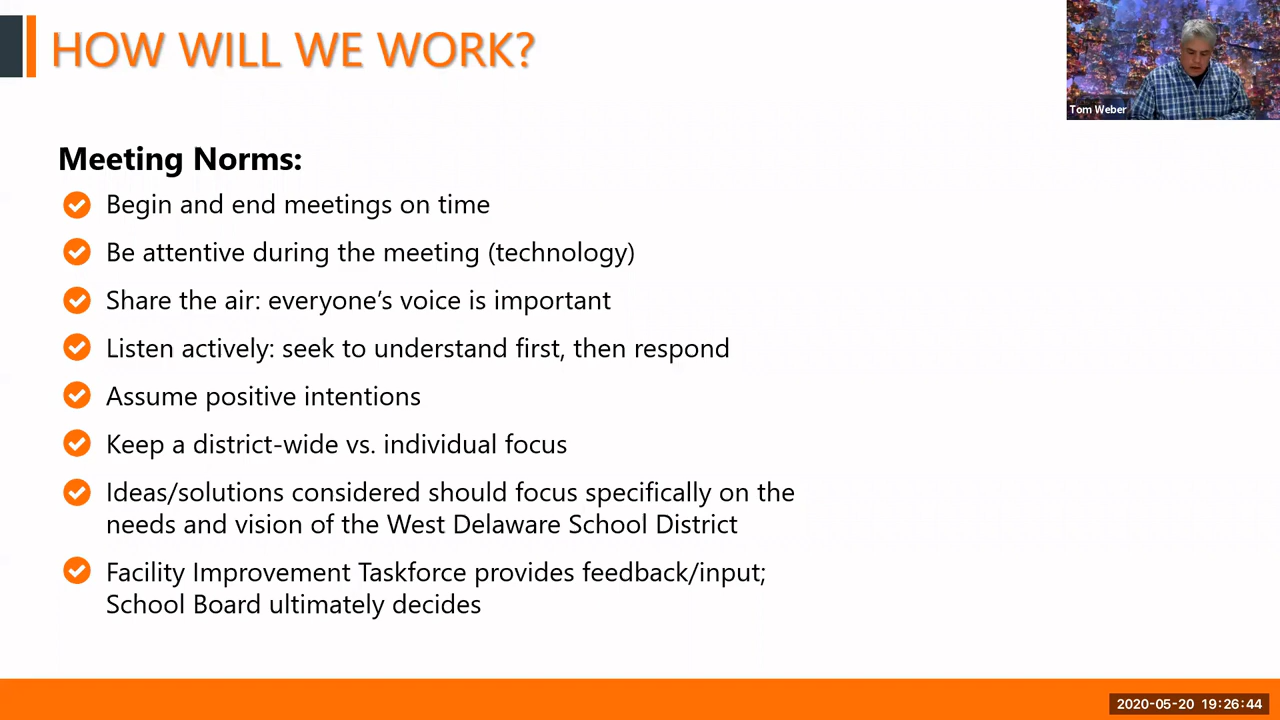 HOW WILL WE WORK?
Tom Weber
Meeting Norms:
Begin and end meetings on time
Be attentive during the meeting (technology)
Share the air: everyone’s voice is important
Listen actively: seek to understand first, then respond
Assume positive intentions
Keep a district-wide vs. individual focus
Ideas/solutions considered should focus specifically on the
needs and vision of the West Delaware School District
Facility Improvement Taskforce provides feedback/input;
School Board ultimately decides
2020-05-20 19:26:44